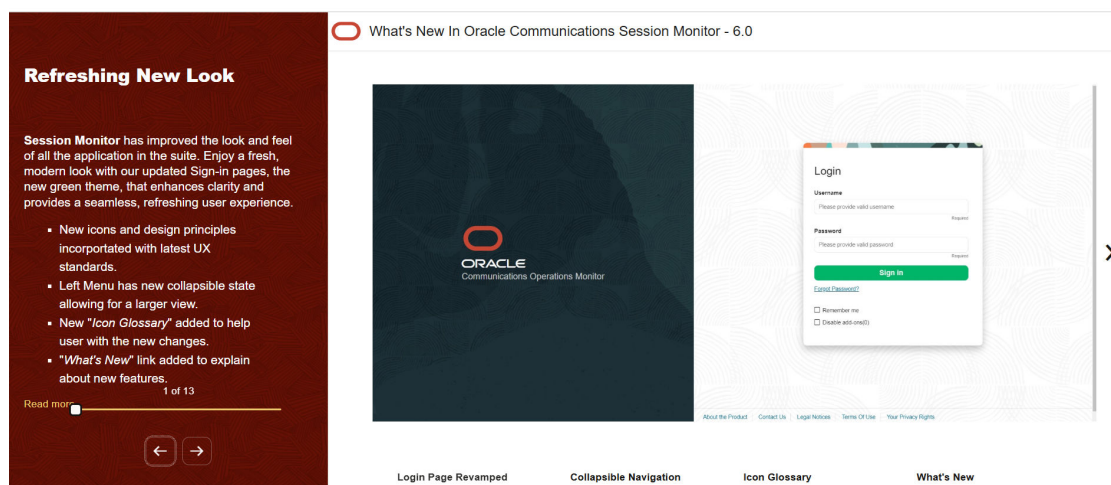 What's New In Oracle Communications Session Monitor - 6.0
Refreshing New Look
Session Monitor has improved the look and feel
of all the application in the suite. Enjoy a fresh,
modern look with our updated Sign-in pages, the
new green theme, that enhances clarity and
provides a seamless, refreshing user experience.
▪ New icons and design principles
incorportated with latest UX
standards.
▪ Left Menu has new collapsible state
allowing for a larger view.
▪ New "Icon Glossary" added to help
user with the new changes.
▪ "What's New" link added to explain
about new features.
1 of 13
Read more
ORACLE
Communications Operations Monitor
Login
Username
Please provide valid username
Required
Password
Please provide valid password
Required
Sign in
Forgot Password?
Remember me
Disable add-ons(6)
About the Product Contact Us Legal Notices Terms Of Use Your Privacy Rights
Login Page Revamped Collapsible Navigation Icon Glossary What's New